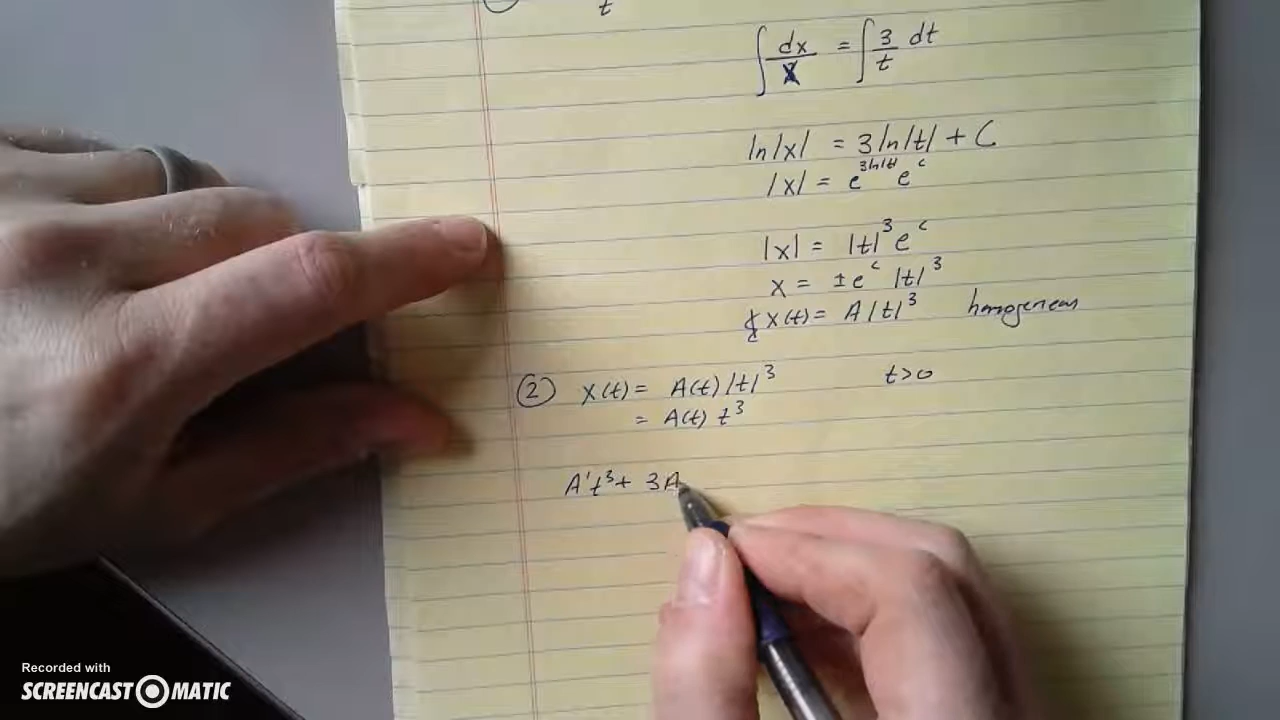 t
∫ dx/x = ∫ 3/t dt
ln|x| = 3ln|t| + C
|x| = e^{3ln|t|} e^c
|x| = |t|^3 e^c
x = ±e^c |t|^3
x(t) = A|t|^3
② x(t) = A(t)|t|^3 t>0
= A(t) t^3
A't^3 + 3A
Recorded with
SCREENCAST MATIC